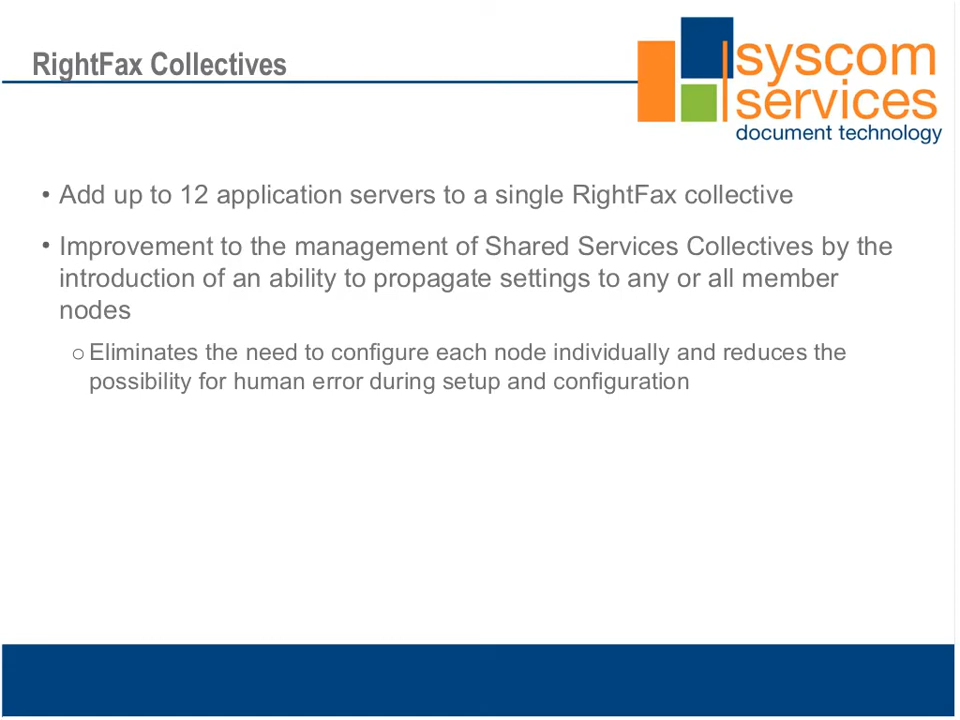 RightFax Collectives
syscom
services
document technology
• Add up to 12 application servers to a single RightFax collective
• Improvement to the management of Shared Services Collectives by the
introduction of an ability to propagate settings to any or all member
nodes
○ Eliminates the need to configure each node individually and reduces the
possibility for human error during setup and configuration